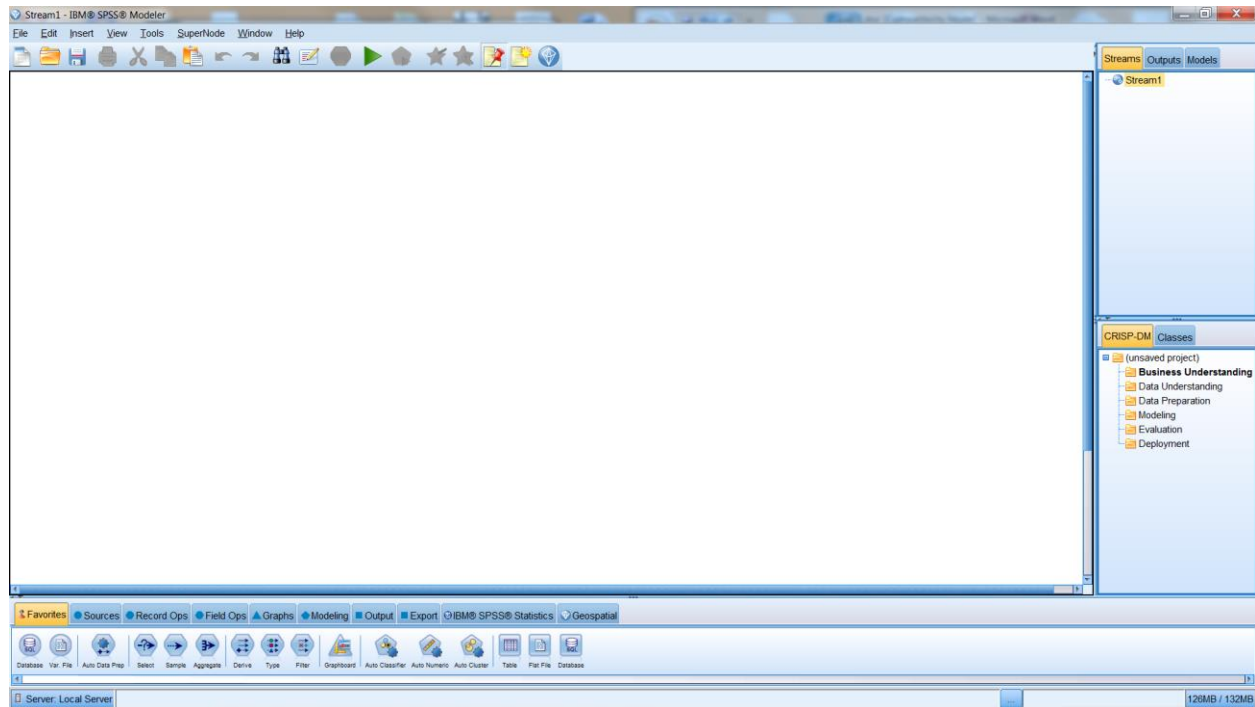 Stream1 - IBM® SPSS® Modeler
File Edit Insert View Tools SuperNode Window Help
Streams Outputs Models
Stream1
CRISP-DM Classes
(unsaved project)
Business Understanding
Data Understanding
Data Preparation
Modeling
Evaluation
Deployment
Favorites Sources Record Ops Field Ops Graphs Modeling Output Export IBM® SPSS® Statistics Geospatial
SQL SQL
Database Var. File Auto Data Prep Select Sample Aggregate Derive Type Filter Graphboard Auto Classifier Auto Numeric Auto Cluster Table Flat File Database
Server: Local Server ... 126MB / 132MB